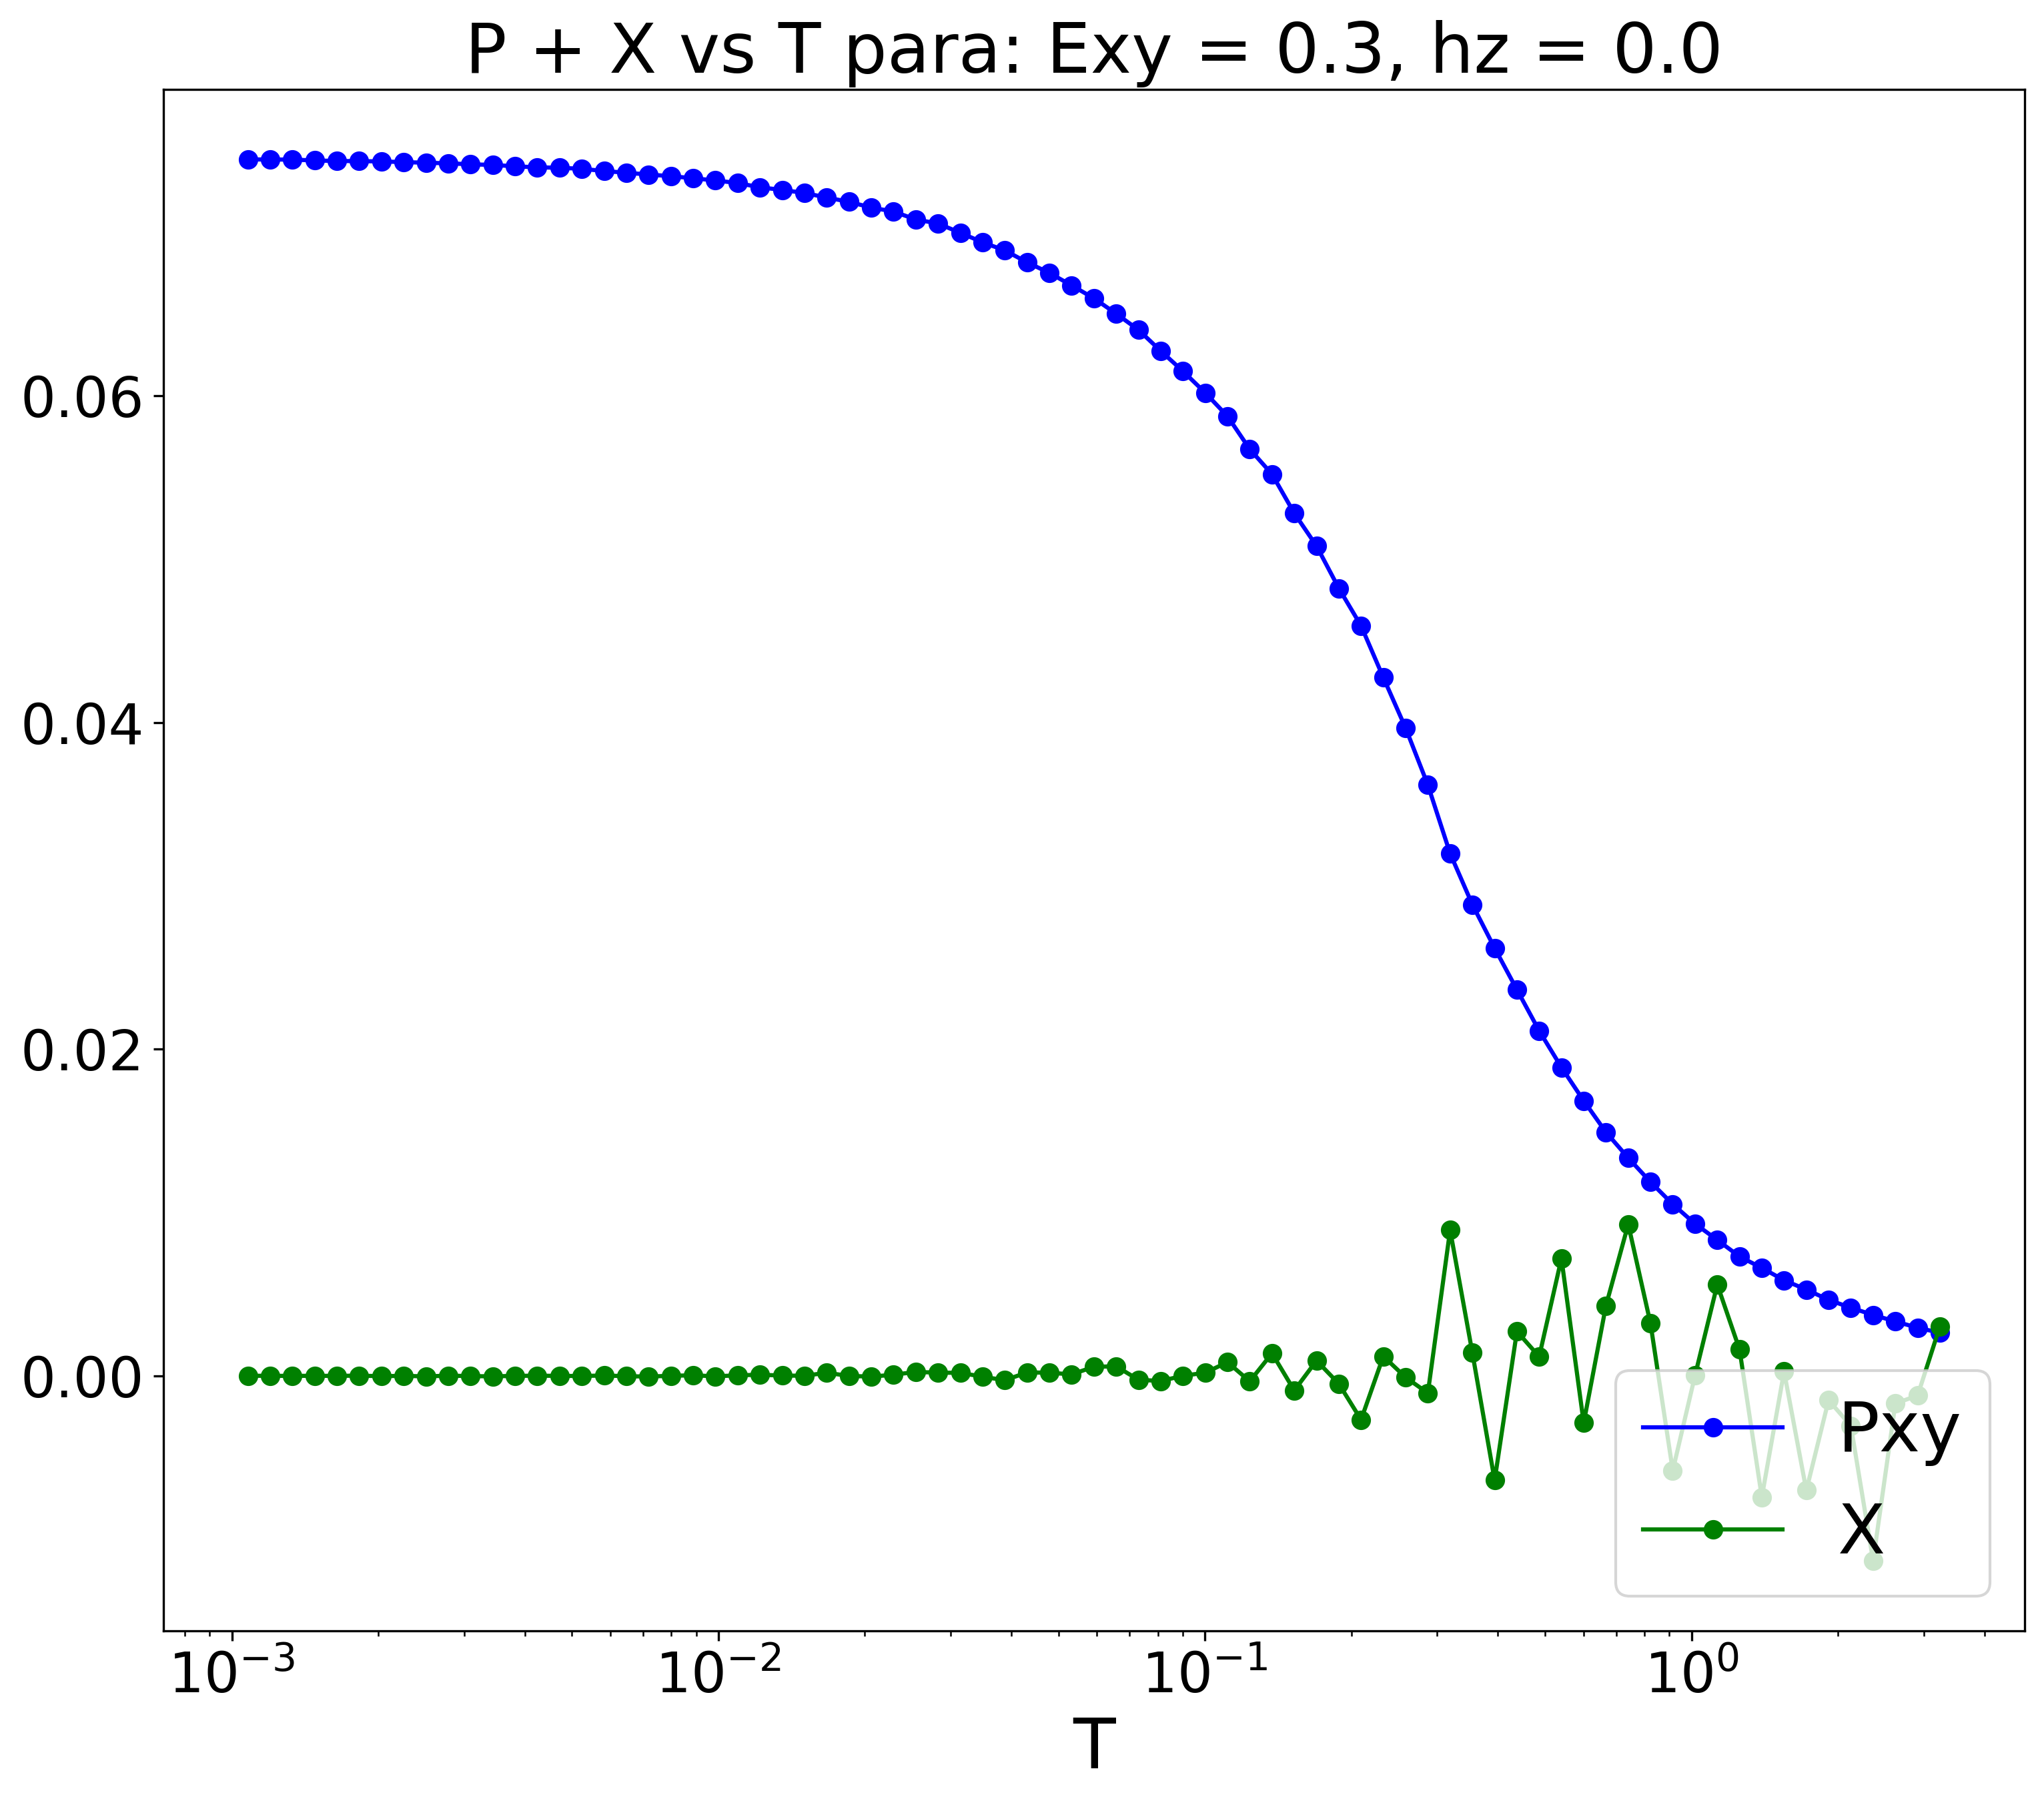 P + X vs T para: Exy = 0.3, hz = 0.0
0.06
0.04
0.02
0.00
Pxy
X
10⁻³ 10⁻² 10⁻¹ 10⁰
T